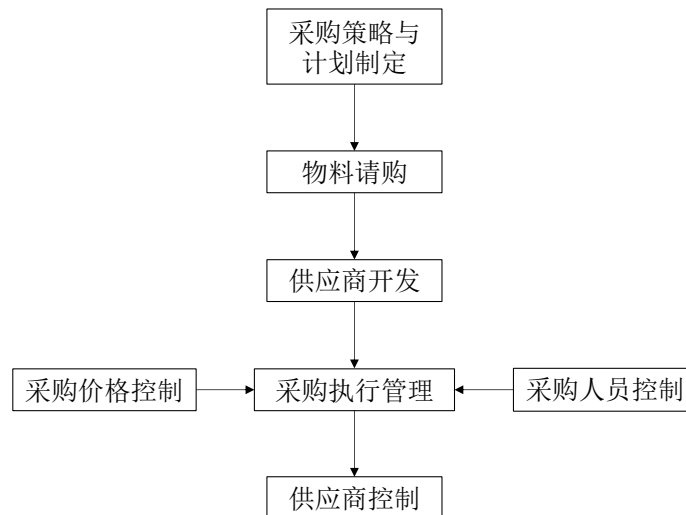 采购策略与
计划制定
物料请购
供应商开发
采购价格控制
采购执行管理
采购人员控制
供应商控制